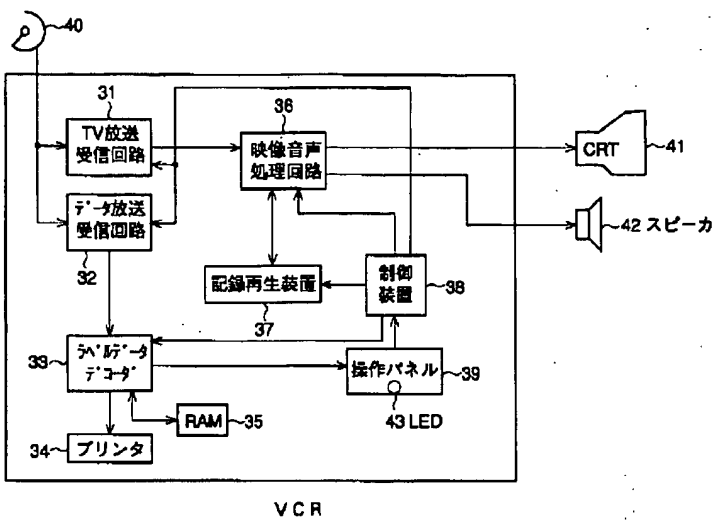 40
31
TV放送
受信回路
36
映像音声
処理回路
CRT
41
データ放送
受信回路
32
42 スピーカ
記録再生装置
37
制御
装置
38
33
ラベルデータ
デコーダ
操作パネル
39
43 LED
RAM
35
34
プリンタ
VCR